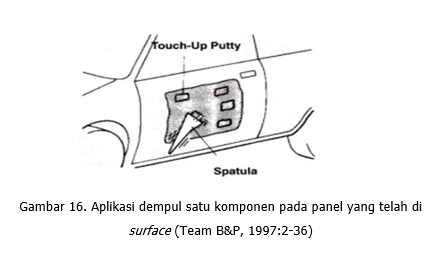 Touch-Up Putty
Spatula
Gambar 16. Aplikasi dempul satu komponen pada panel yang telah di
surface (Team B&P, 1997:2-36)